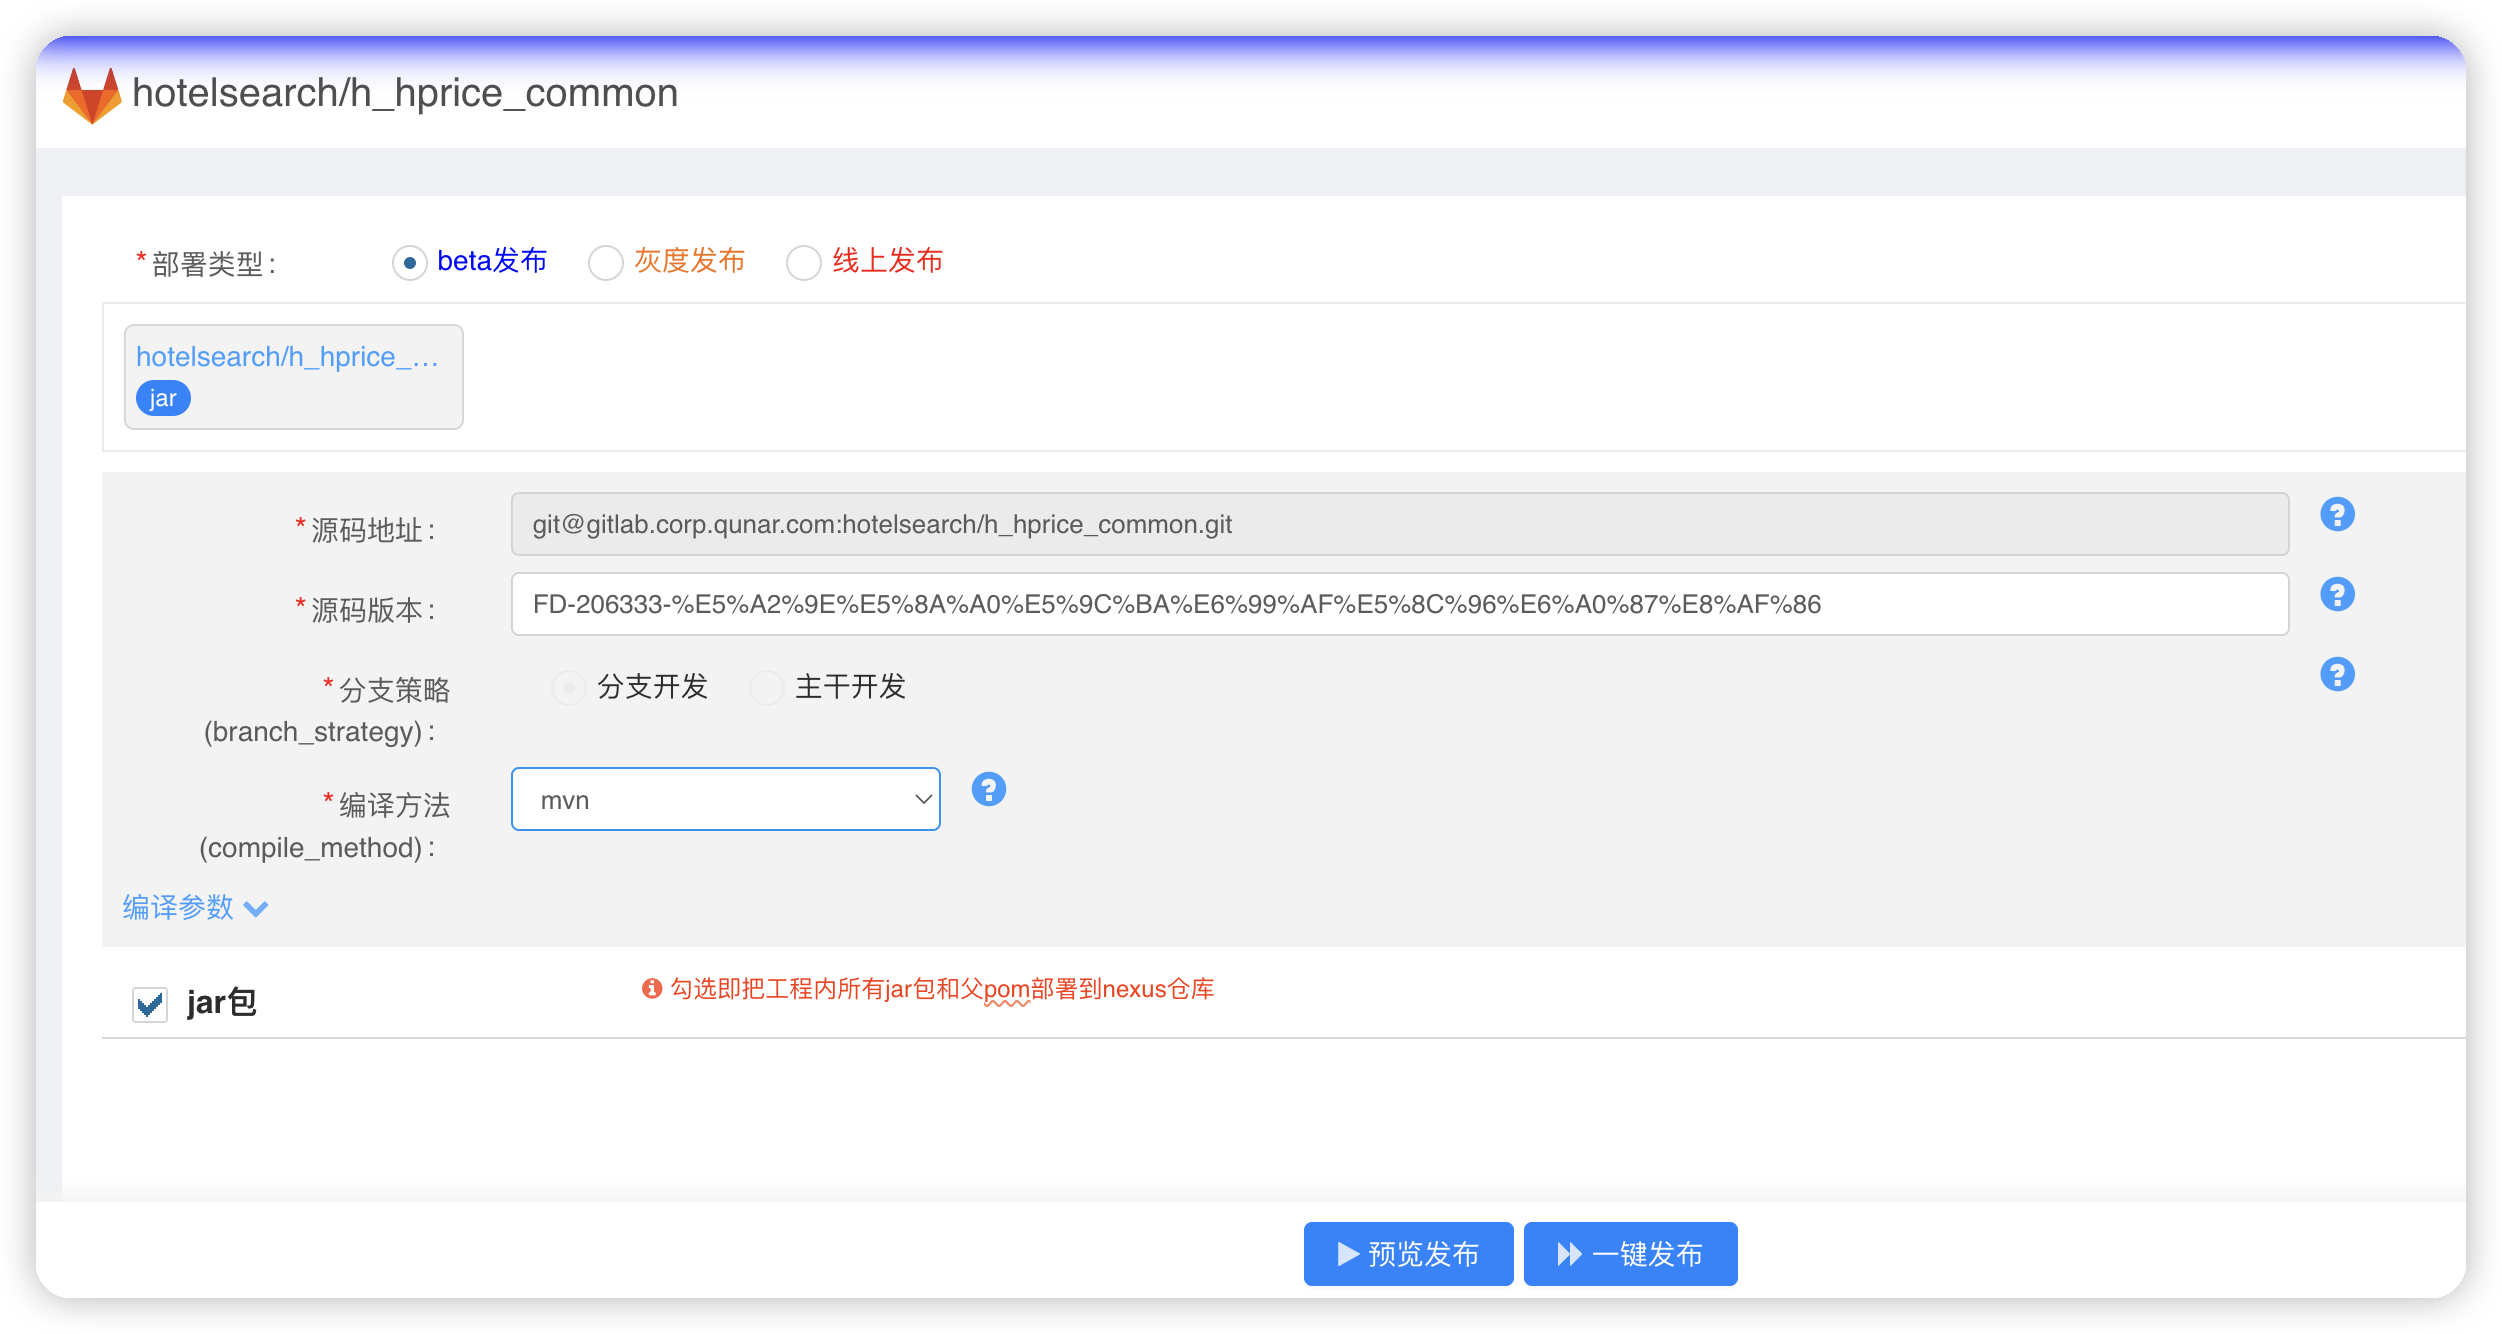 hotelsearch/h_hprice_common
*部署类型: beta发布 灰度发布 线上发布
hotelsearch/h_hprice_...
jar
*源码地址: git@gitlab.corp.qunar.com:hotelsearch/h_hprice_common.git
*源码版本: FD-206333-%E5%A2%9E%E5%8A%A0%E5%9C%BA%E6%99%AF%E5%8C%96%E6%A0%87%E8%AF%86
*分支策略 分支开发 主干开发
(branch_strategy):
*编译方法 mvn
(compile_method):
编译参数
jar包 勾选即把工程内所有jar包和父pom部署到nexus仓库
预览发布 一键发布